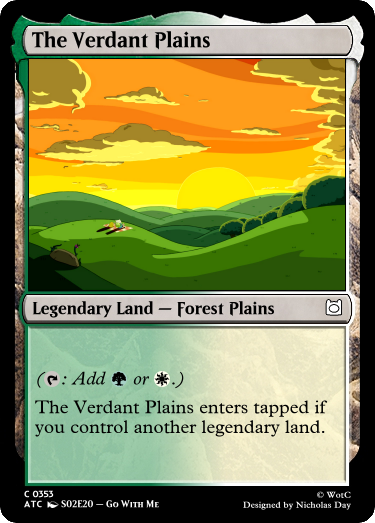 The Verdant Plains
Legendary Land — Forest Plains
(: Add or .)
The Verdant Plains enters tapped if
you control another legendary land.
C 0353
ATC S02E20 – Go With Me
© WotC
Designed by Nicholas Day